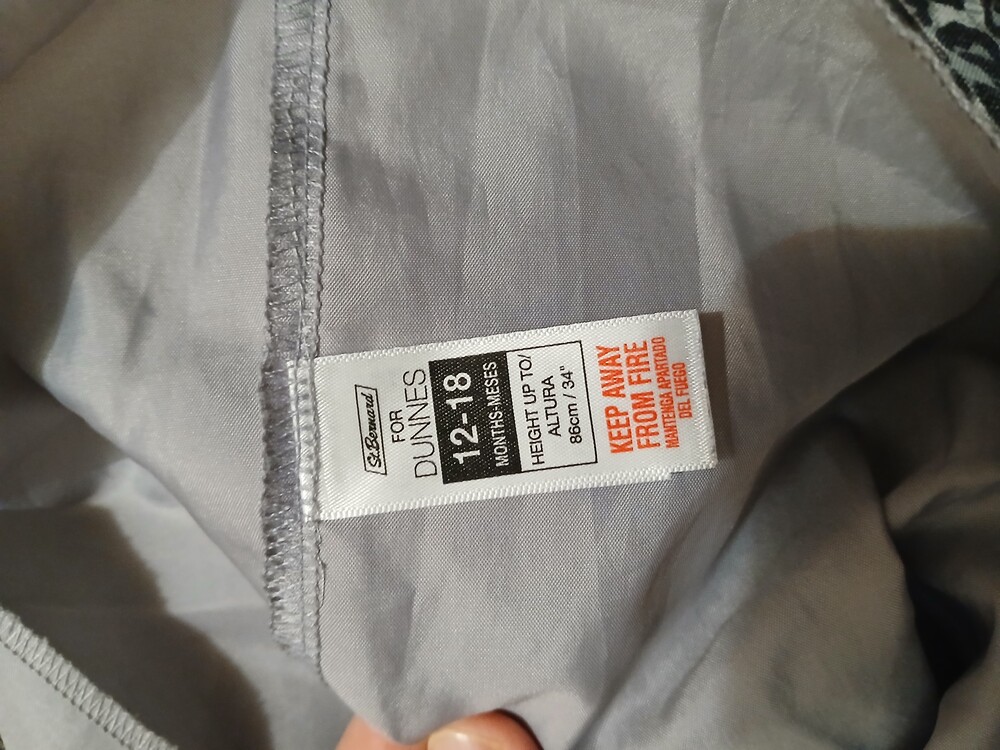 St.Bernard
FOR
DUNNES
12-18
MONTHS-MESES
HEIGHT UP TO/
ALTURA
86cm / 34"
KEEP AWAY
FROM FIRE
MANTENGA APARTADO
DEL FUEGO